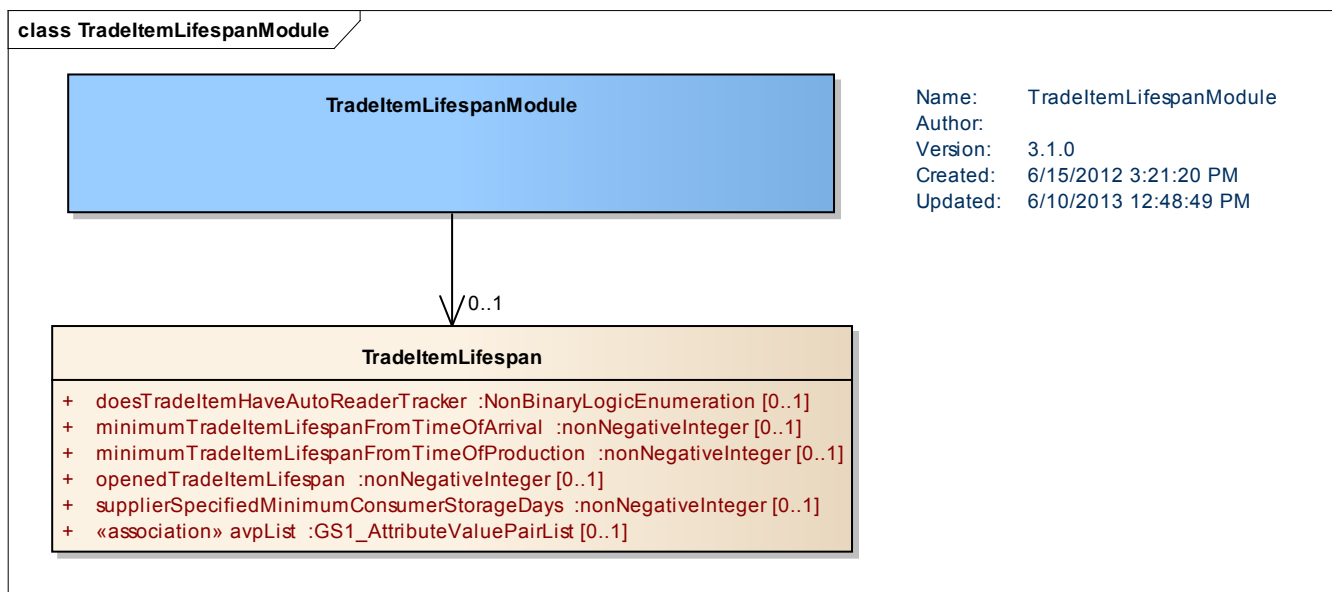 class TradeItemLifespanModule
TradeItemLifespanModule
Name: TradeItemLifespanModule
Author:
Version: 3.1.0
Created: 6/15/2012 3:21:20 PM
Updated: 6/10/2013 12:48:49 PM
0..1
TradeItemLifespan
+ doesTradeItemHaveAutoReaderTracker :NonBinaryLogicEnumeration [0..1]
+ minimumTradeItemLifespanFromTimeOfArrival :nonNegativeInteger [0..1]
+ minimumTradeItemLifespanFromTimeOfProduction :nonNegativeInteger [0..1]
+ openedTradeItemLifespan :nonNegativeInteger [0..1]
+ supplierSpecifiedMinimumConsumerStorageDays :nonNegativeInteger [0..1]
+ «association» avpList :GS1_AttributeValuePairList [0..1]